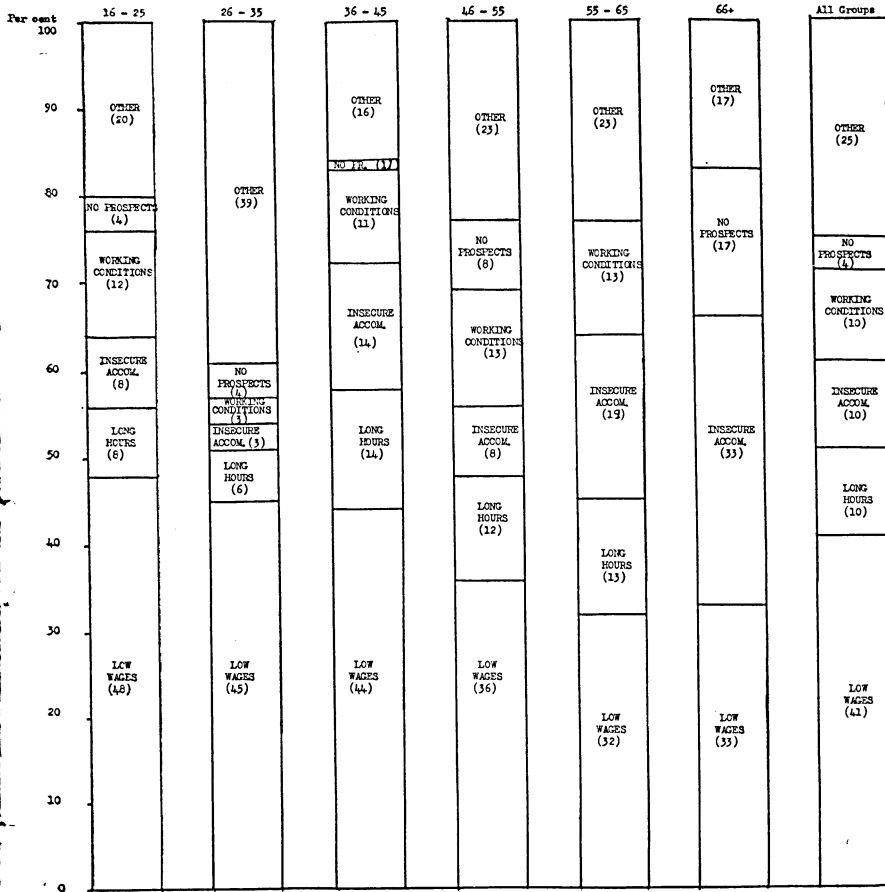 Per cent
16 - 25
26 - 35
36 - 45
46 - 55
55 - 65
66+
All Groups
100
90
80
70
60
50
40
30
20
10
0
OTHER
(20)
NO PROSPECTS
(4)
WORKING
CONDITIONS
(12)
INSECURE
ACCOM.
(8)
LONG
HOURS
(8)
LOW
WAGES
(48)
OTHER
(39)
NO
PROSPECTS
(4)
WORKING
CONDITIONS
(3)
INSECURE
ACCOM. (3)
LONG
HOURS
(6)
LOW
WAGES
(45)
OTHER
(16)
NO PR. (1)
WORKING
CONDITIONS
(11)
INSECURE
ACCOM.
(14)
LONG
HOURS
(14)
LOW
WAGES
(44)
OTHER
(23)
NO
PROSPECTS
(8)
WORKING
CONDITIONS
(13)
INSECURE
ACCOM.
(8)
LONG
HOURS
(12)
LOW
WAGES
(36)
OTHER
(23)
WORKING
CONDITIONS
(13)
INSECURE
ACCOM.
(19)
LONG
HOURS
(13)
LOW
WAGES
(32)
OTHER
(17)
NO
PROSPECTS
(17)
INSECURE
ACCOM.
(33)
LOW
WAGES
(33)
OTHER
(25)
NO
PROSPECTS
(4)
WORKING
CONDITIONS
(10)
INSECURE
ACCOM.
(10)
LONG
HOURS
(10)
LOW
WAGES
(41)